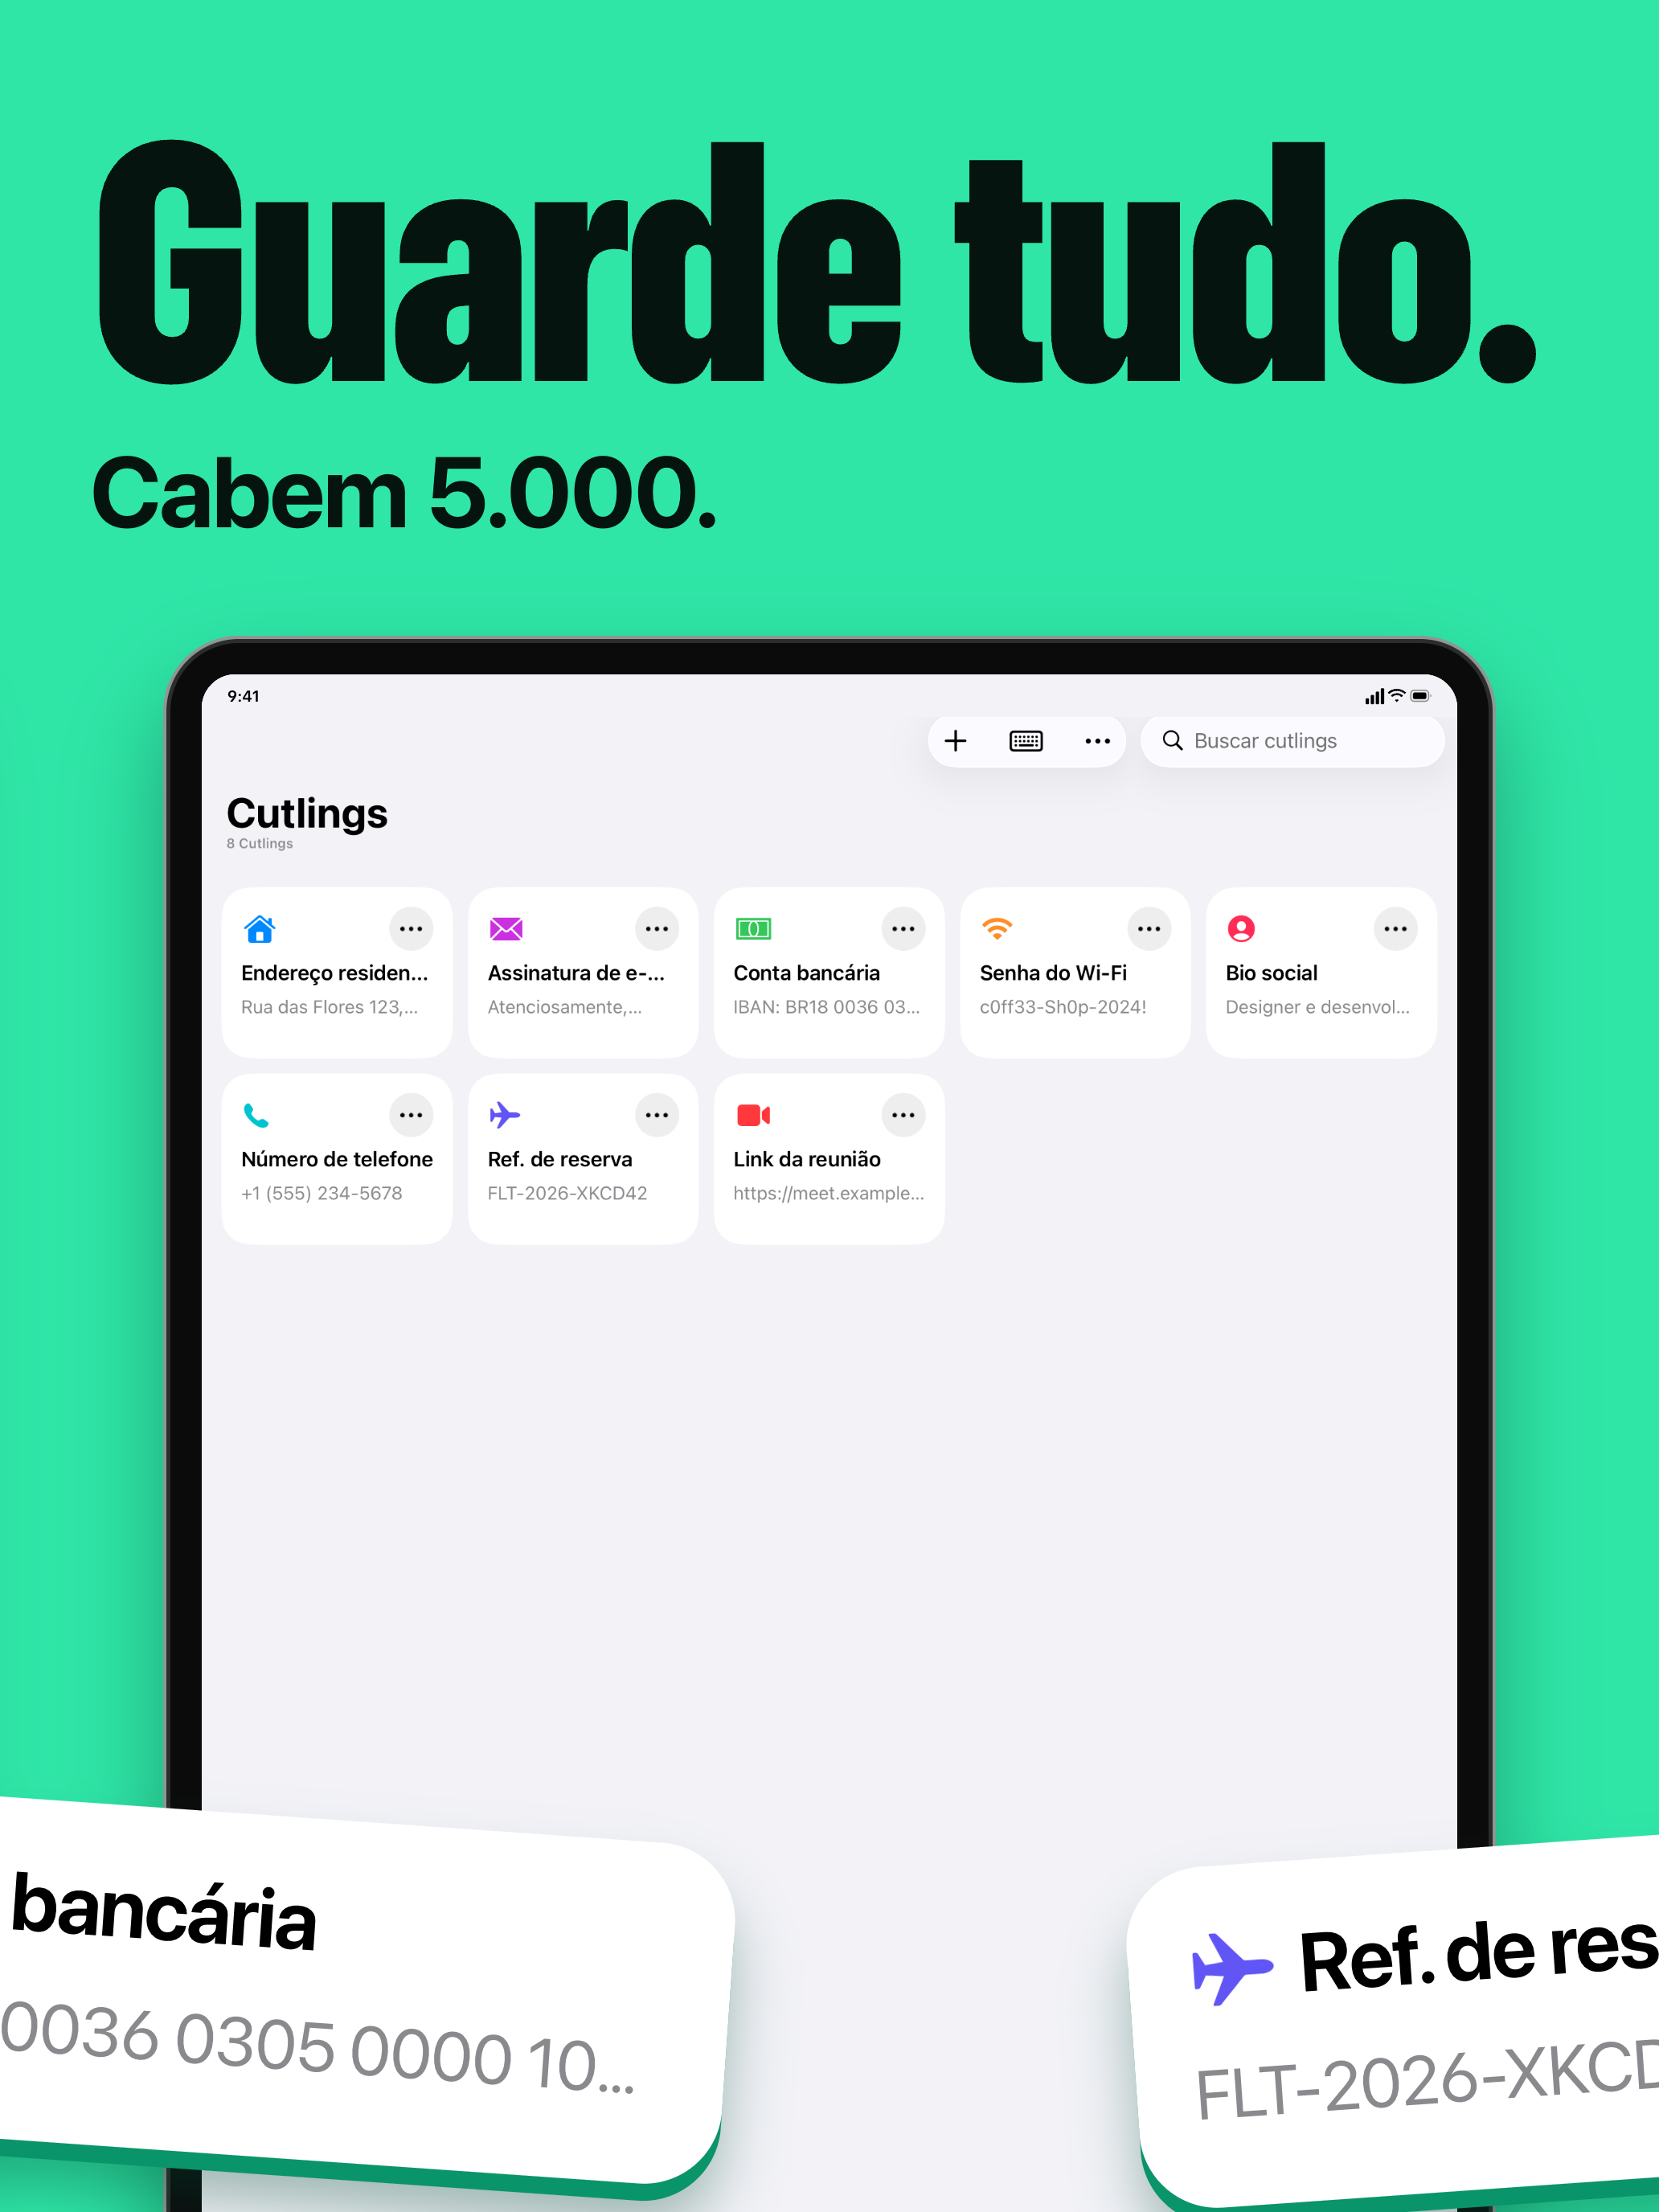 Guarde tudo.
Cabem 5.000.
9:41
Buscar cutlings
Cutlings
8 Cutlings
Endereço residen...
Rua das Flores 123,...
Assinatura de e-...
Atenciosamente,...
Conta bancária
IBAN: BR18 0036 03...
Senha do Wi-Fi
c0ff33-Sh0p-2024!
Bio social
Designer e desenvol...
Número de telefone
+1 (555) 234-5678
Ref. de reserva
FLT-2026-XKCD42
Link da reunião
https://meet.example...
bancária
0036 0305 0000 10...
Ref. de res
FLT-2026-XKCD